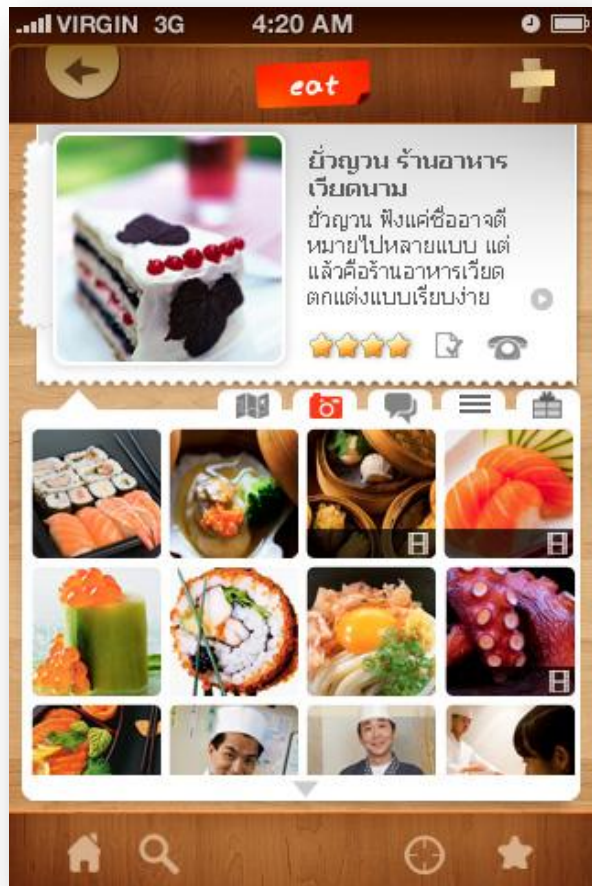 VIRGIN 3G 4:20 AM
eat
ยั่วญวน ร้านอาหาร
เวียดนาม
ยั่วญวน ฟังแค่ชื่ออาจตี
หมายไปหลายแบบ แต่
แล้วคือร้านอาหารเวียด
ตกแต่งแบบเรียบง่าย